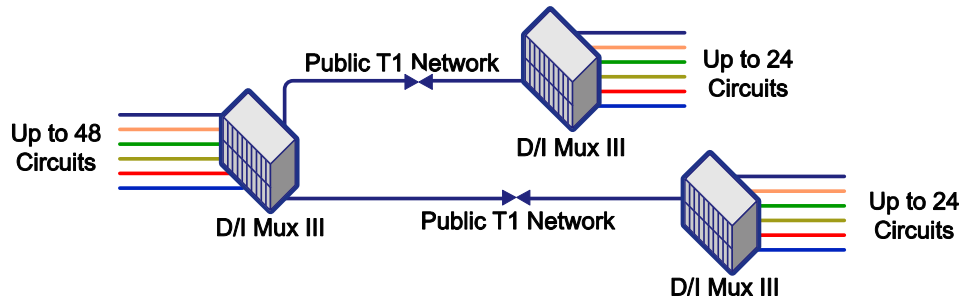 Public T1 Network
Up to 24
Circuits
D/I Mux III
Up to 48
Circuits
D/I Mux III
Public T1 Network
Up to 24
Circuits
D/I Mux III